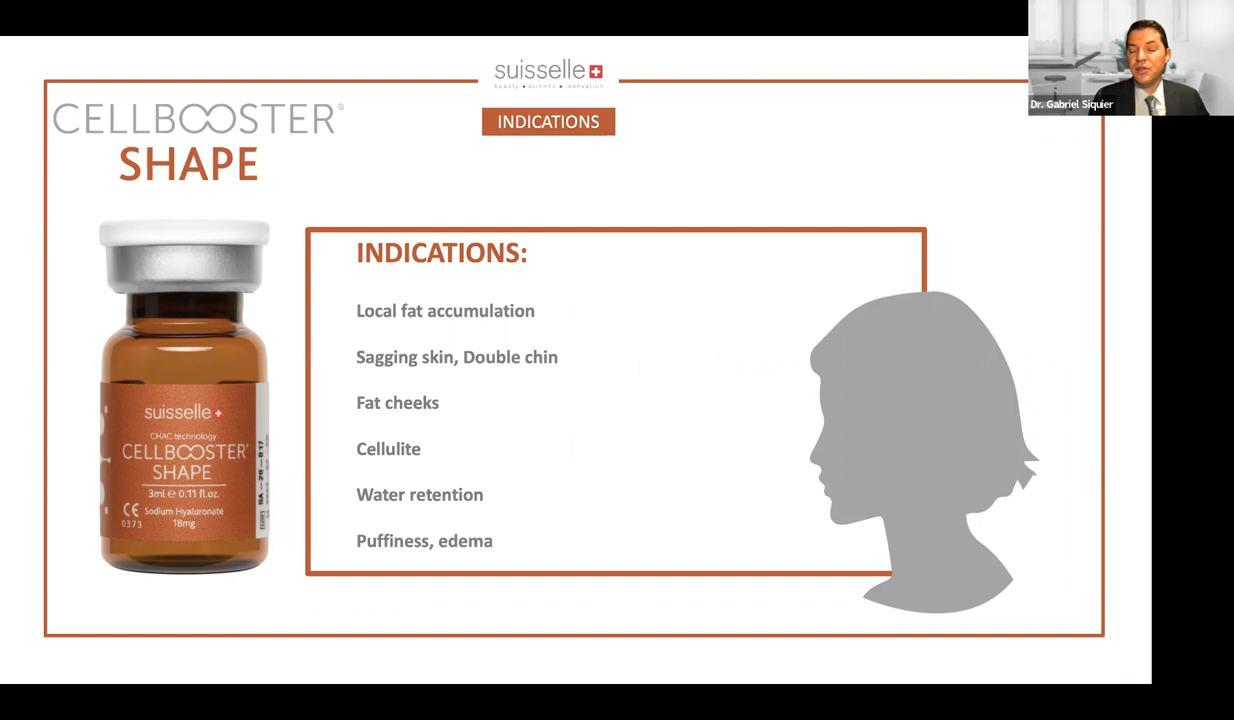 suisselle
beauty • science • innovation
CELLBOOSTER®
SHAPE
INDICATIONS
Dr. Gabriel Siquier
INDICATIONS:
Local fat accumulation
Sagging skin, Double chin
Fat cheeks
Cellulite
Water retention
Puffiness, edema
suisselle
CHAC technology
CELLBOOSTER®
SHAPE
3ml ℮ 0.11 fl.oz.
CE Sodium Hyaluronate
0373 18mg